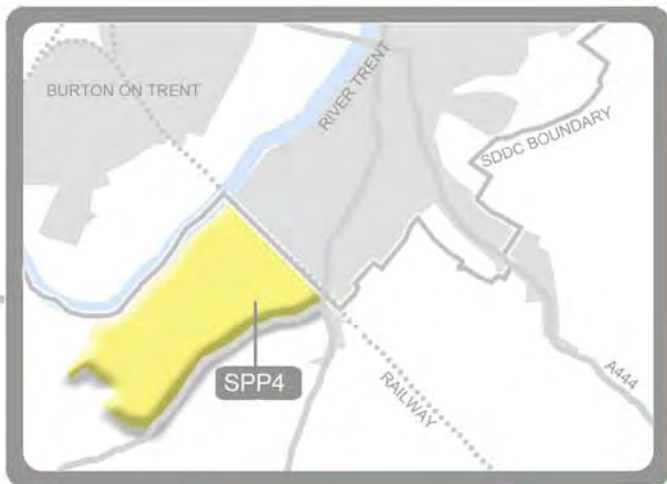 BURTON ON TRENT
RIVER TRENT
SDDC BOUNDARY
SPP4
RAILWAY
A444